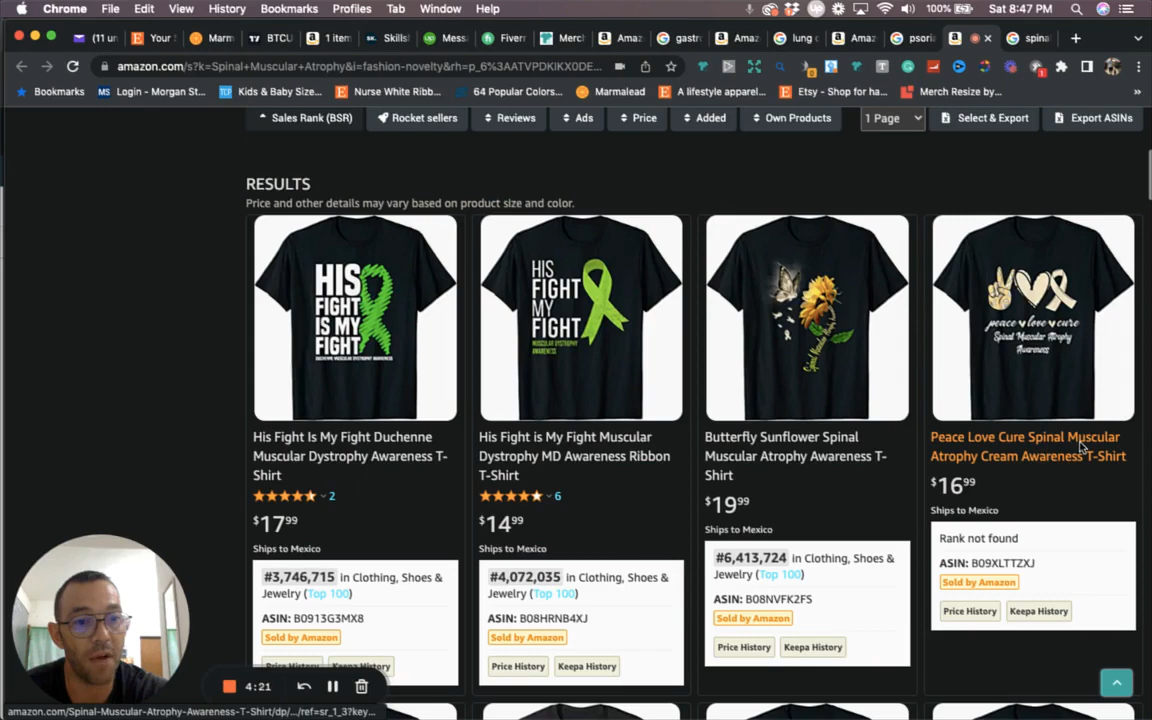 Chrome File Edit View History Bookmarks Profiles Tab Window Help Up 100% Sat 8:47 PM
(11 un Your Marm BTCU 1 item SK. Skills Mess Fiverr Merch Amaz gastr Amaz lung c Amaz psoria spina
amazon.com/s?k=Spinal+Muscular+Atrophy&i=fashion-novelty&rh=p_6%3AATVPDKIKX0DE...
Bookmarks MS Login - Morgan St... TCP Kids & Baby Size... E Nurse White Ribb... 64 Popular Colors... Marmalead E A lifestyle apparel... E Etsy - Shop for ha... Merch Resize by... »
Sales Rank (BSR) Rocket sellers Reviews Ads Price Added Own Products 1 Page Select & Export Export ASINs
RESULTS
Price and other details may vary based on product size and color.
HIS
FIGHT
IS MY
FIGHT
DUCHENNE MUSCULAR DYSTROPHY AWARENESS
HIS
FIGHT
MY
FIGHT
MUSCULAR DYSTROPHY
AWARENESS
Spinal Muscular Atrophy
peace love cure
Spinal Muscular Atrophy
Awareness
His Fight Is My Fight Duchenne
Muscular Dystrophy Awareness T-
Shirt
2
$17 99
Ships to Mexico
#3,746,715 in Clothing, Shoes &
Jewelry (Top 100)
ASIN: B0913G3MX8
Sold by Amazon
Price History Keepa History
His Fight is My Fight Muscular
Dystrophy MD Awareness Ribbon
T-Shirt
6
$14 99
Ships to Mexico
#4,072,035 in Clothing, Shoes &
Jewelry (Top 100)
ASIN: B08HRNB4XJ
Sold by Amazon
Price History Keepa History
Butterfly Sunflower Spinal
Muscular Atrophy Awareness T-
Shirt
$19 99
Ships to Mexico
#6,413,724 in Clothing, Shoes &
Jewelry (Top 100)
ASIN: B08NVFK2FS
Sold by Amazon
Price History Keepa History
Peace Love Cure Spinal Muscular
Atrophy Cream Awareness T-Shirt
$16 99
Ships to Mexico
Rank not found
ASIN: B09XLTTZXJ
Sold by Amazon
Price History Keepa History
4:21
amazon.com/Spinal-Muscular-Atrophy-Awareness-T-Shirt/dp/.../ref=sr_1_3?key...